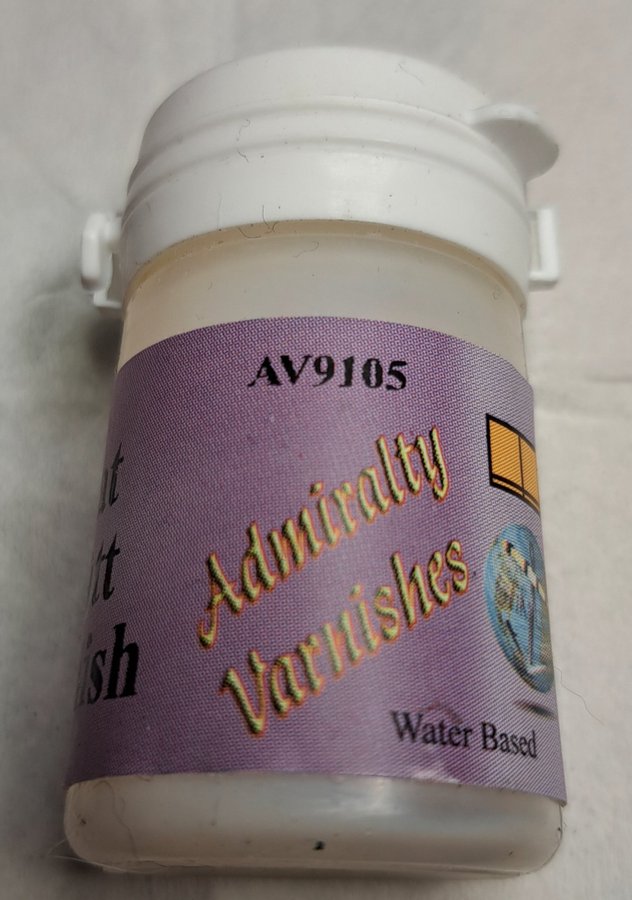 AV9105
Admiralty
Varnishes
Water Based